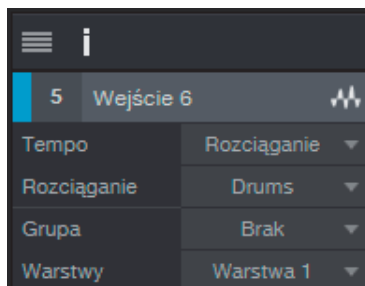 i
5 Wejście 6
Tempo Rozciąganie
Rozciąganie Drums
Grupa Brak
Warstwy Warstwa 1